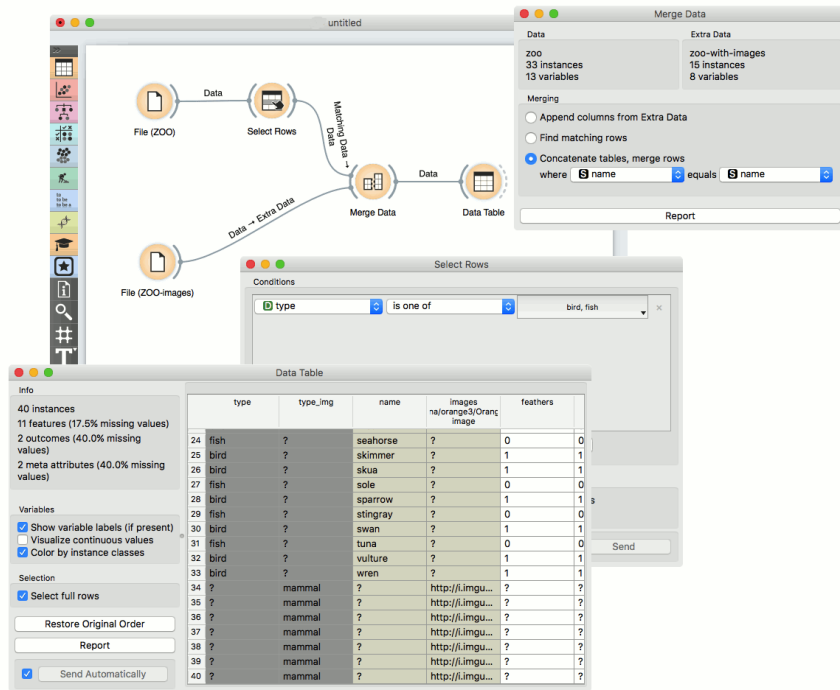 untitled
Data
File (ZOO)
Select Rows
Matching Data →
Data
Merge Data
Data
Data Table
Data → Extra Data
File (ZOO-images)
to
to be
to be a
T
Merge Data
Data
Extra Data
zoo
33 instances
13 variables
zoo-with-images
15 instances
8 variables
Merging
Append columns from Extra Data
Find matching rows
Concatenate tables, merge rows
where S name equals S name
Report
Select Rows
Conditions
D type
is one of
bird, fish
×
s
Send
Data Table
Info
40 instances
11 features (17.5% missing values)
2 outcomes (40.0% missing
values)
2 meta attributes (40.0% missing
values)
Variables
Show variable labels (if present)
Visualize continuous values
Color by instance classes
Selection
Select full rows
Restore Original Order
Report
Send Automatically
type type_img name images feathers
na/orange3/Orang
image
24 fish ? seahorse ? 0 0
25 bird ? skimmer ? 1 1
26 bird ? skua ? 1 1
27 fish ? sole ? 0 0
28 bird ? sparrow ? 1 1
29 fish ? stingray ? 0 0
30 bird ? swan ? 1 1
31 fish ? tuna ? 0 0
32 bird ? vulture ? 1 1
33 bird ? wren ? 1 1
34 ? mammal ? http://i.imgu... ? ?
35 ? mammal ? http://i.imgu... ? ?
36 ? mammal ? http://i.imgu... ? ?
37 ? mammal ? http://i.imgu... ? ?
38 ? mammal ? http://i.imgu... ? ?
39 ? mammal ? http://i.imgu... ? ?
40 ? mammal ? http://i.imgu... ? ?